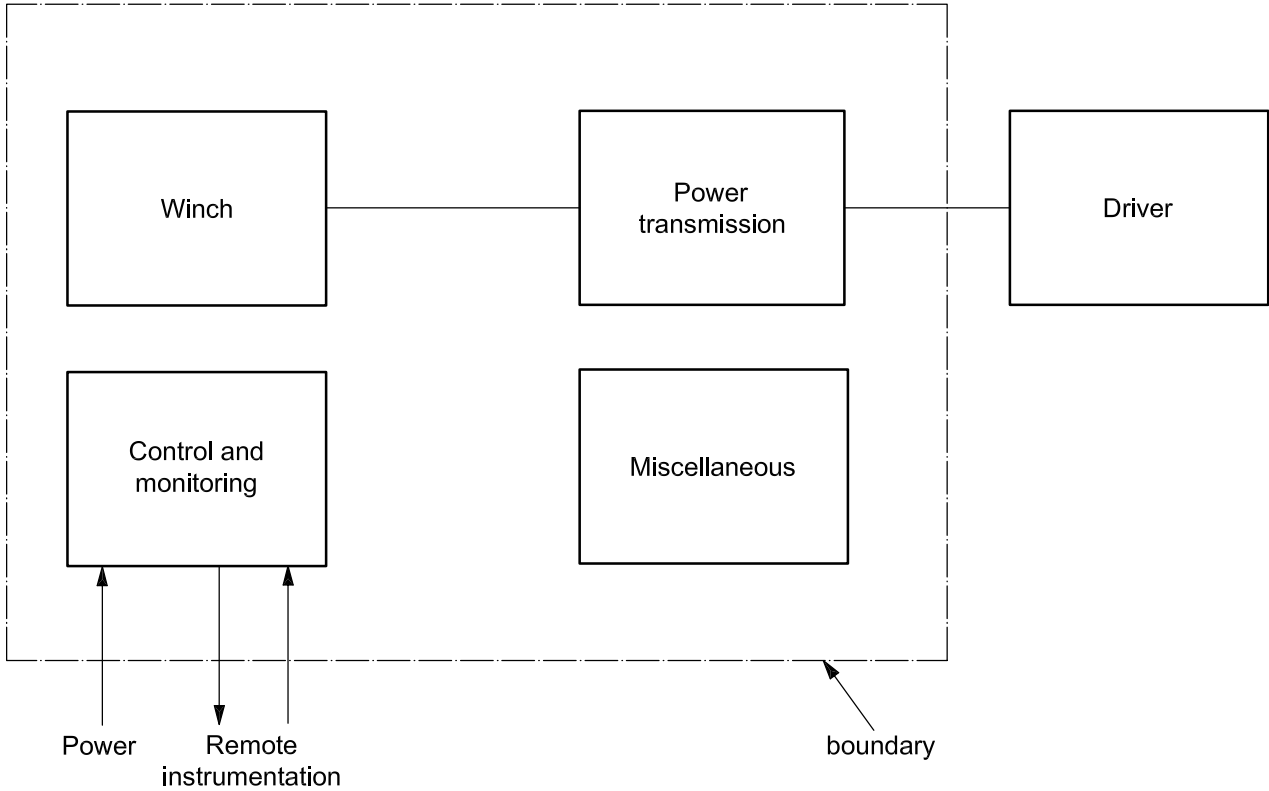 Winch
Power
transmission
Driver
Control and
monitoring
Miscellaneous
Power
Remote
instrumentation
boundary